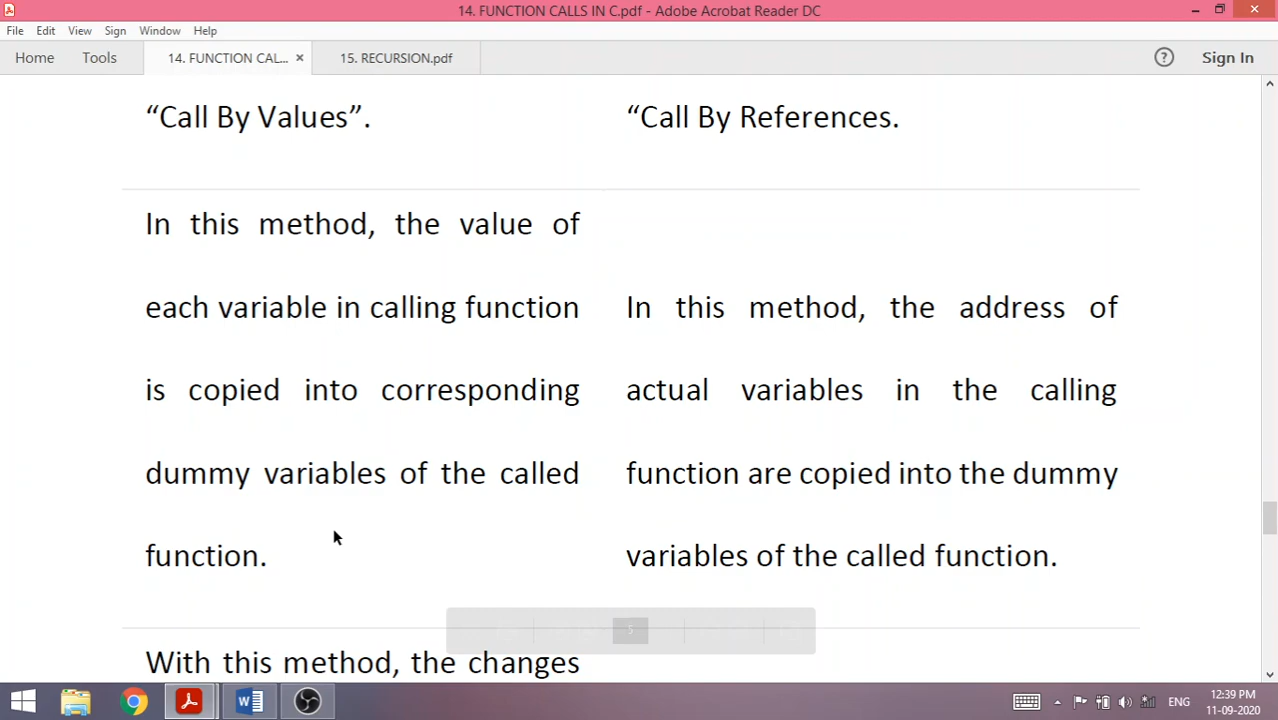 14. FUNCTION CALLS IN C.pdf - Adobe Acrobat Reader DC
File Edit View Sign Window Help
Home Tools 14. FUNCTION CAL... × 15. RECURSION.pdf ? Sign In
“Call By Values”.
“Call By References.
In this method, the value of
each variable in calling function
is copied into corresponding
dummy variables of the called
function.
In this method, the address of
actual variables in the calling
function are copied into the dummy
variables of the called function.
With this method, the changes
5
ENG
12:39 PM
11-09-2020